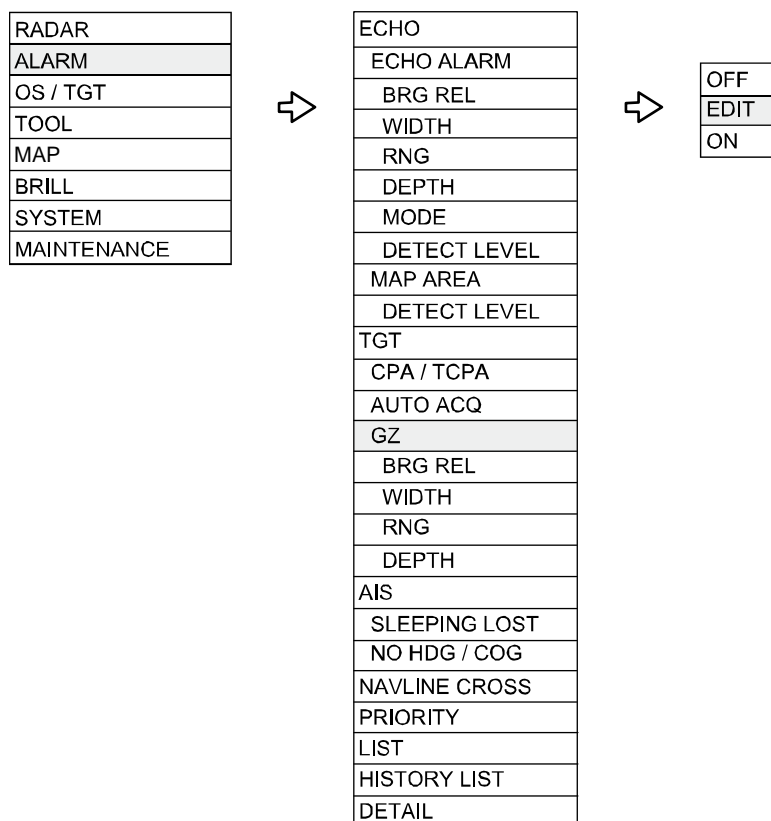 RADAR
ALARM
OS / TGT
TOOL
MAP
BRILL
SYSTEM
MAINTENANCE
ECHO
ECHO ALARM
BRG REL
WIDTH
RNG
DEPTH
MODE
DETECT LEVEL
MAP AREA
DETECT LEVEL
TGT
CPA / TCPA
AUTO ACQ
GZ
BRG REL
WIDTH
RNG
DEPTH
AIS
SLEEPING LOST
NO HDG / COG
NAVLINE CROSS
PRIORITY
LIST
HISTORY LIST
DETAIL
OFF
EDIT
ON